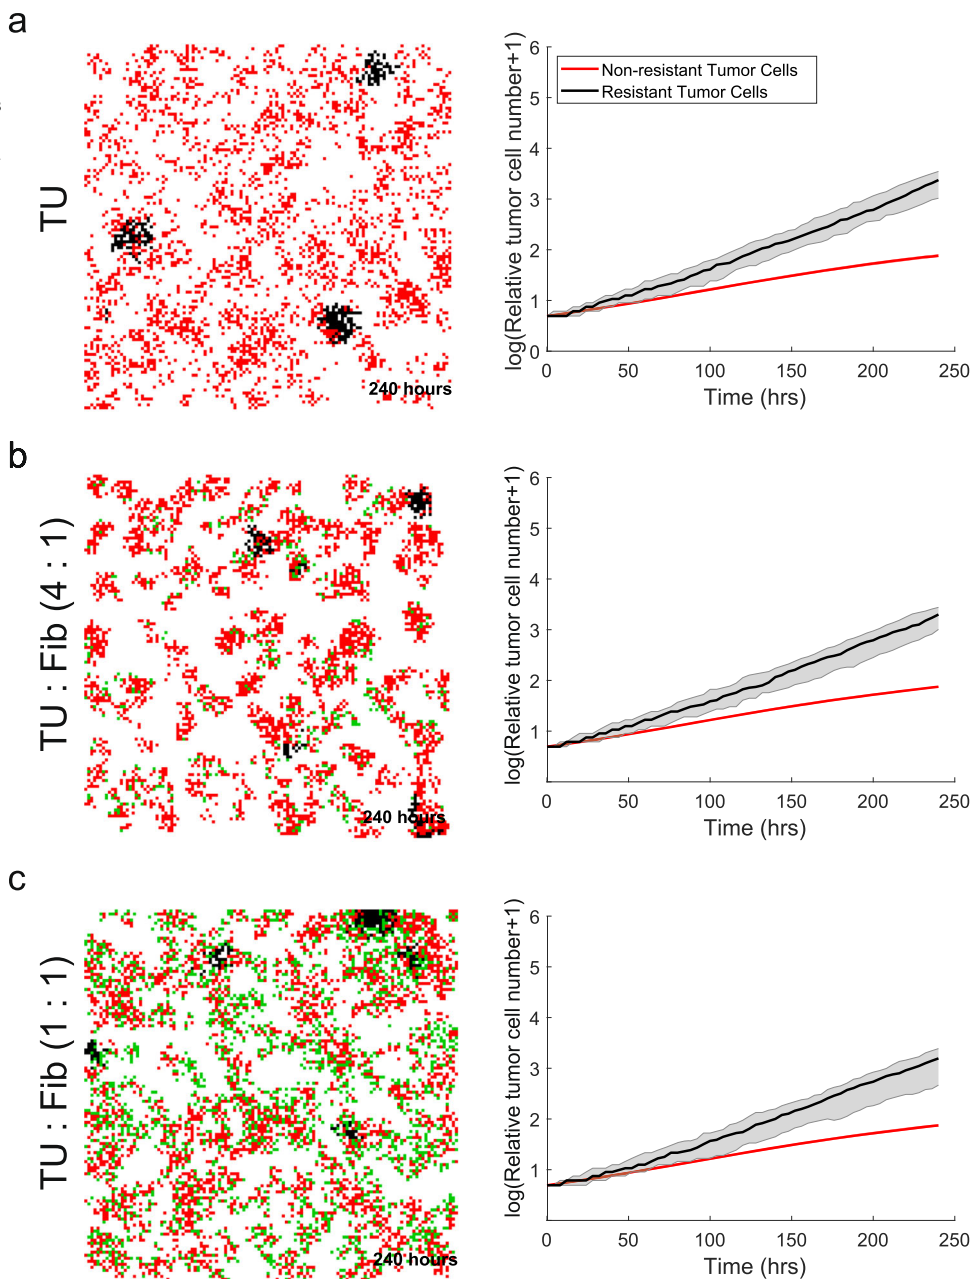 a
TU
240 hours
log(Relative tumor cell number+1)
6
5
4
3
2
1
0
Non-resistant Tumor Cells
Resistant Tumor Cells
0 50 100 150 200 250
Time (hrs)
b
TU : Fib (4 : 1)
240 hours
log(Relative tumor cell number+1)
6
5
4
3
2
1
0 50 100 150 200 250
Time (hrs)
c
TU : Fib (1 : 1)
240 hours
log(Relative tumor cell number+1)
6
5
4
3
2
1
0 50 100 150 200 250
Time (hrs)